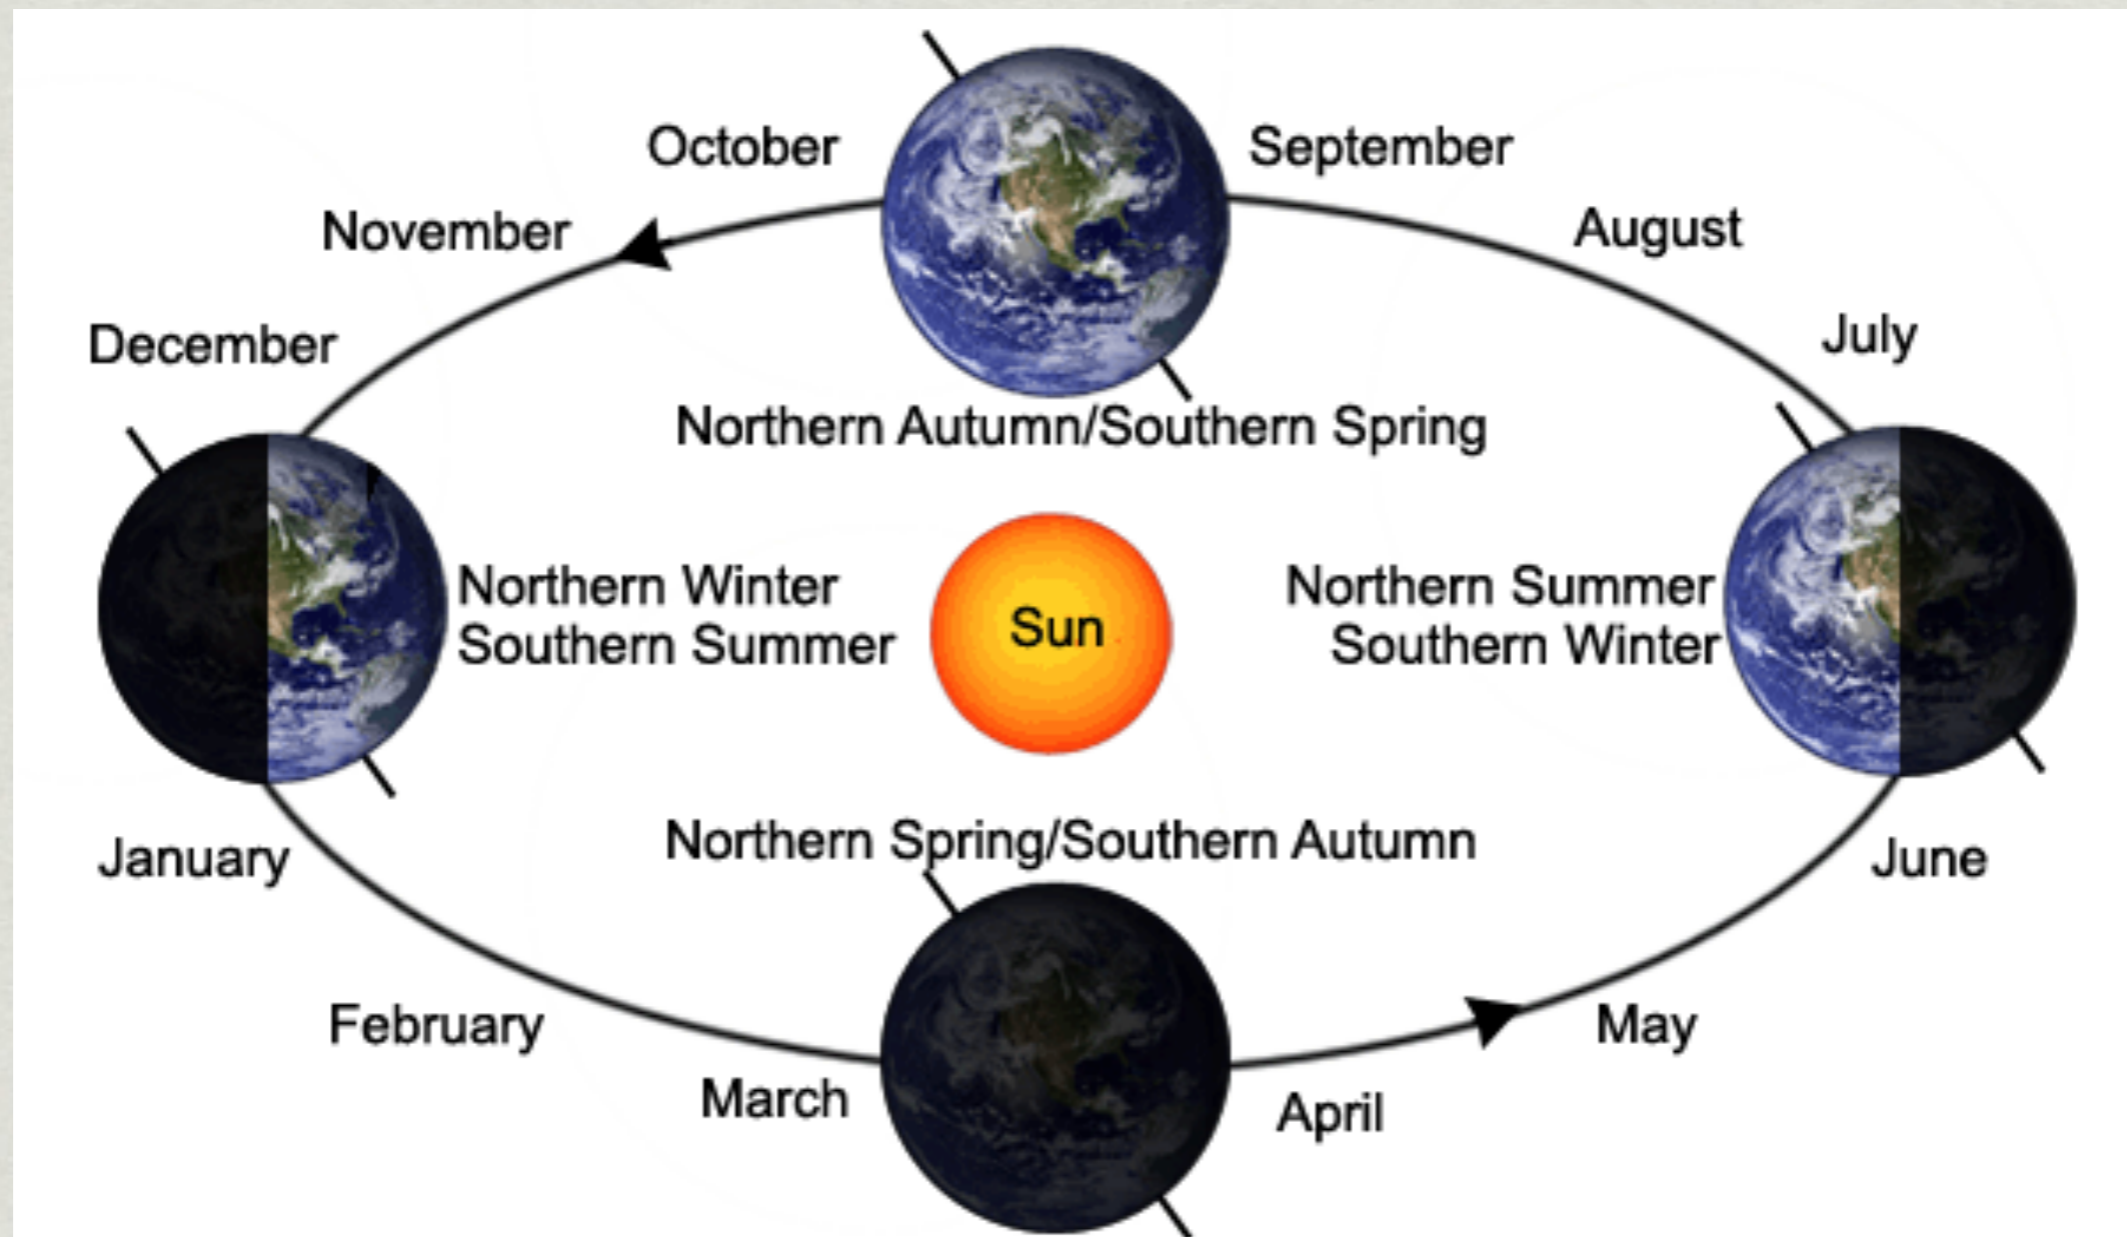 October
September
November
August
December
July
Northern Autumn/Southern Spring
Northern Winter
Southern Summer
Sun
Northern Summer
Southern Winter
Northern Spring/Southern Autumn
January
June
February
May
March
April